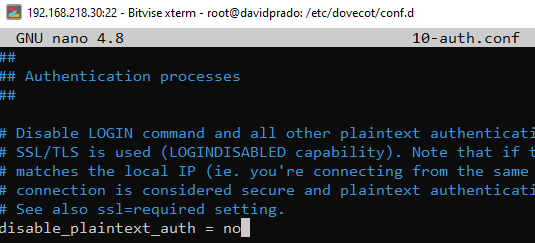 192.168.218.30:22 - Bitvise xterm - root@davidprado: /etc/dovecot/conf.d
GNU nano 4.8 10-auth.conf
##
## Authentication processes
##
# Disable LOGIN command and all other plaintext authenticati
# SSL/TLS is used (LOGINDISABLED capability). Note that if t
# matches the local IP (ie. you're connecting from the same
# connection is considered secure and plaintext authenticati
# See also ssl=required setting.
disable_plaintext_auth = no